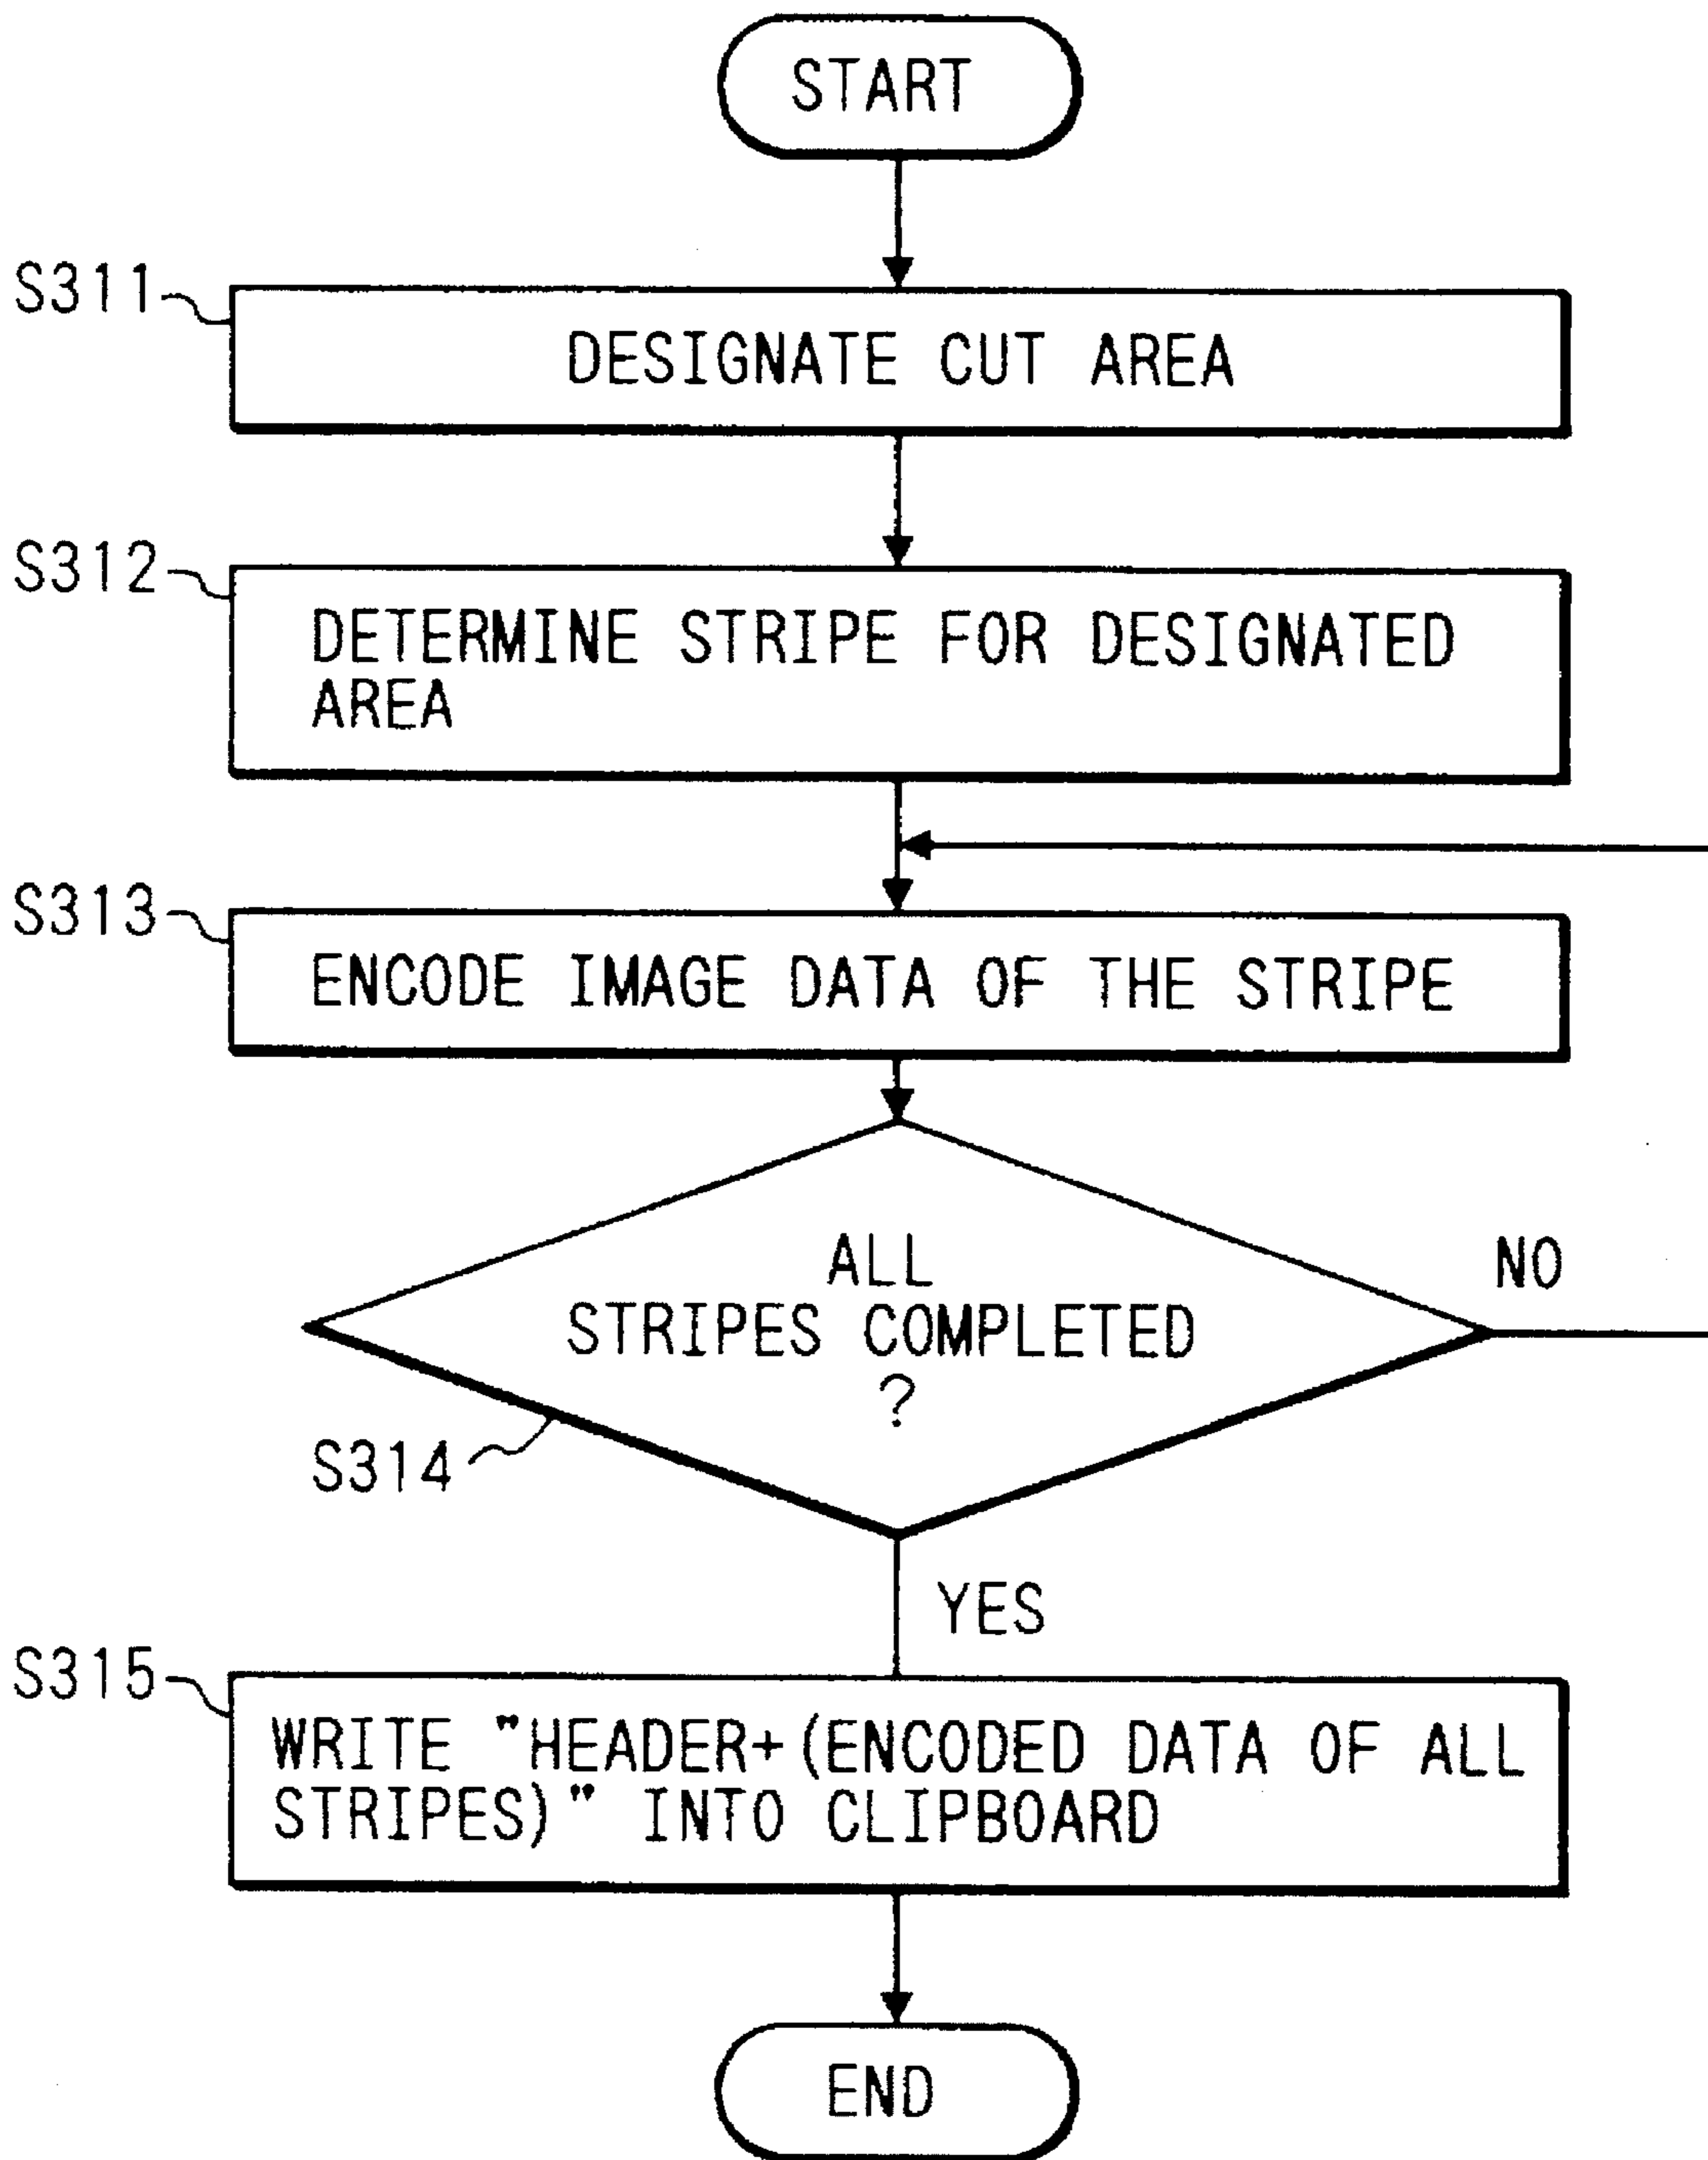 START
S311
DESIGNATE CUT AREA
S312
DETERMINE STRIPE FOR DESIGNATED
AREA
S313
ENCODE IMAGE DATA OF THE STRIPE
ALL
STRIPES COMPLETED
?
NO
S314
YES
S315
WRITE "HEADER+(ENCODED DATA OF ALL
STRIPES)" INTO CLIPBOARD
END